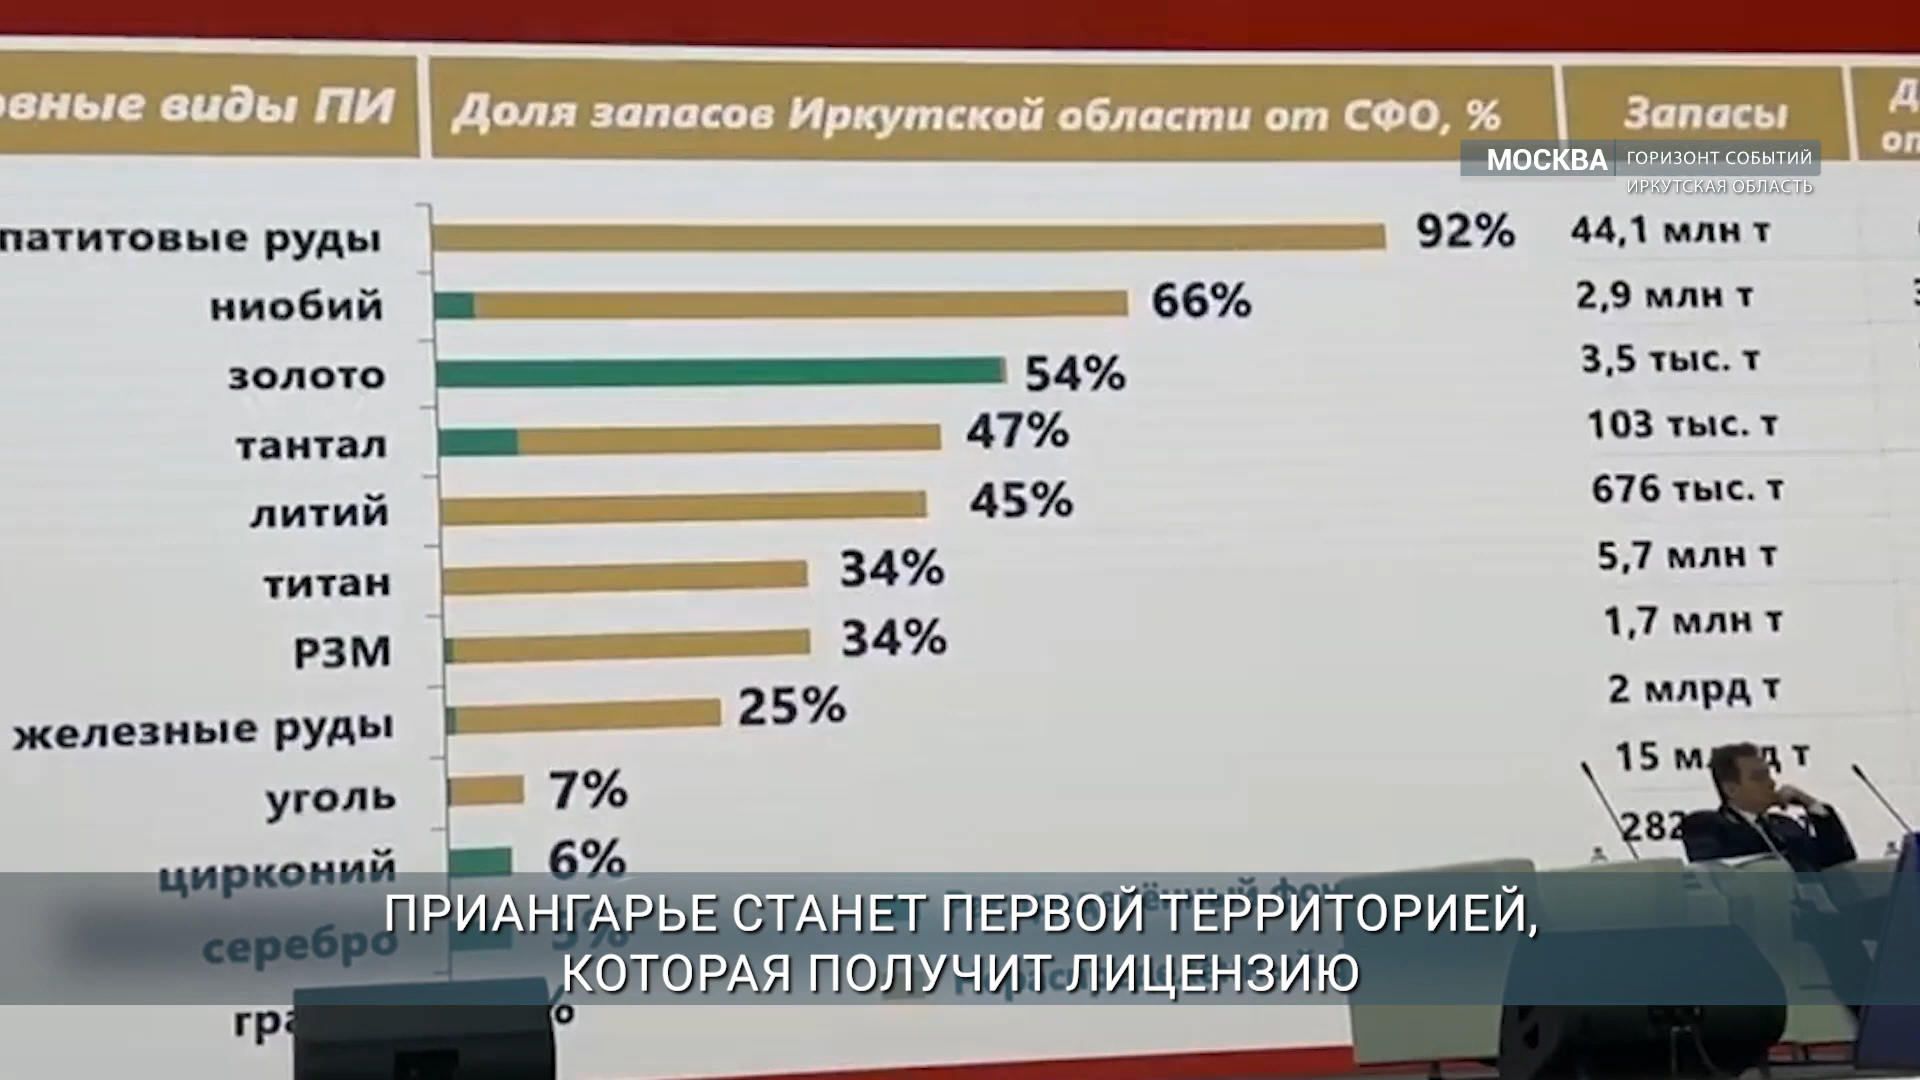 овные виды ПИ Доля запасов Иркутской области от СФО, % Запасы
МОСКВА ГОРИЗОНТ СОБЫТИЙ
ИРКУТСКАЯ ОБЛАСТЬ
патитовые руды 92% 44,1 млн т
ниобий 66% 2,9 млн т
золото 54% 3,5 тыс. т
тантал 47% 103 тыс. т
литий 45% 676 тыс. т
титан 34% 5,7 млн т
РЗМ 34% 1,7 млн т
железные руды 25% 2 млрд т
уголь 7% 15
цирконий 6% 282
серебро
ПРИАНГАРЬЕ СТАНЕТ ПЕРВОЙ ТЕРРИТОРИЕЙ,
КОТОРАЯ ПОЛУЧИТ ЛИЦЕНЗИЮ